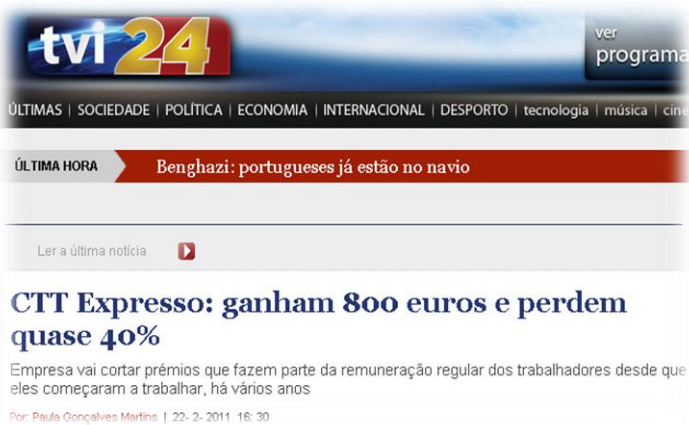 tvi 24
ver
programa
ÚLTIMAS | SOCIEDADE | POLÍTICA | ECONOMIA | INTERNACIONAL | DESPORTO | tecnologia | música | cine
ÚLTIMA HORA Benghazi: portugueses já estão no navio
Ler a última notícia
CTT Expresso: ganham 800 euros e perdem
quase 40%
Empresa vai cortar prémios que fazem parte da remuneração regular dos trabalhadores desde que
eles começaram a trabalhar, há vários anos
Por: Paula Gonçalves Martins | 22- 2- 2011 16: 30